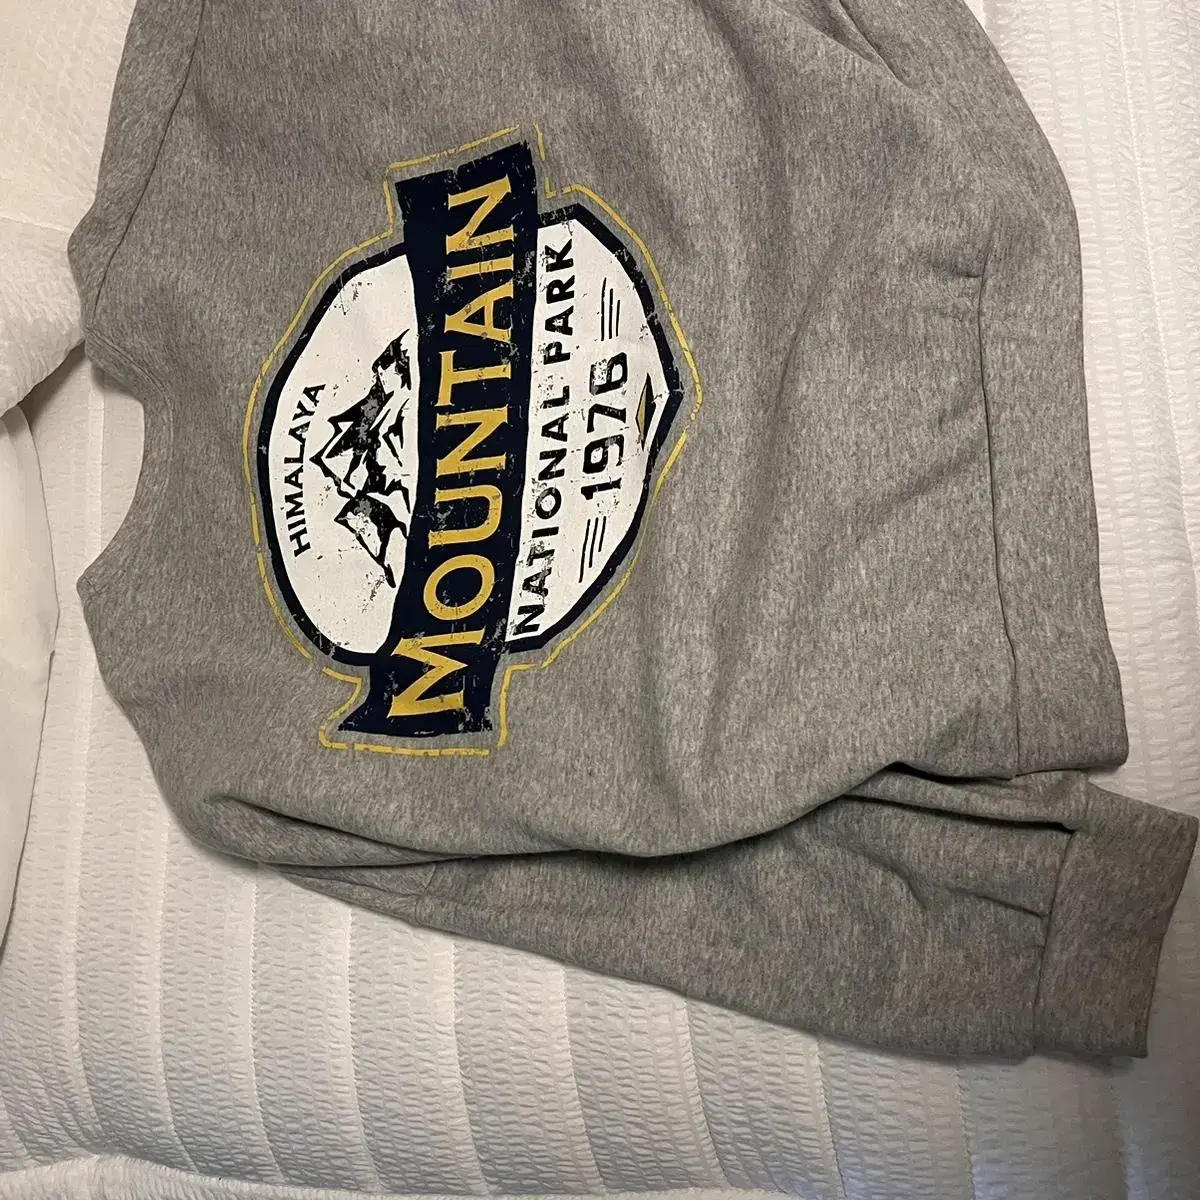 HIMALAYA
MOUNTAIN
NATIONAL PARK
1976